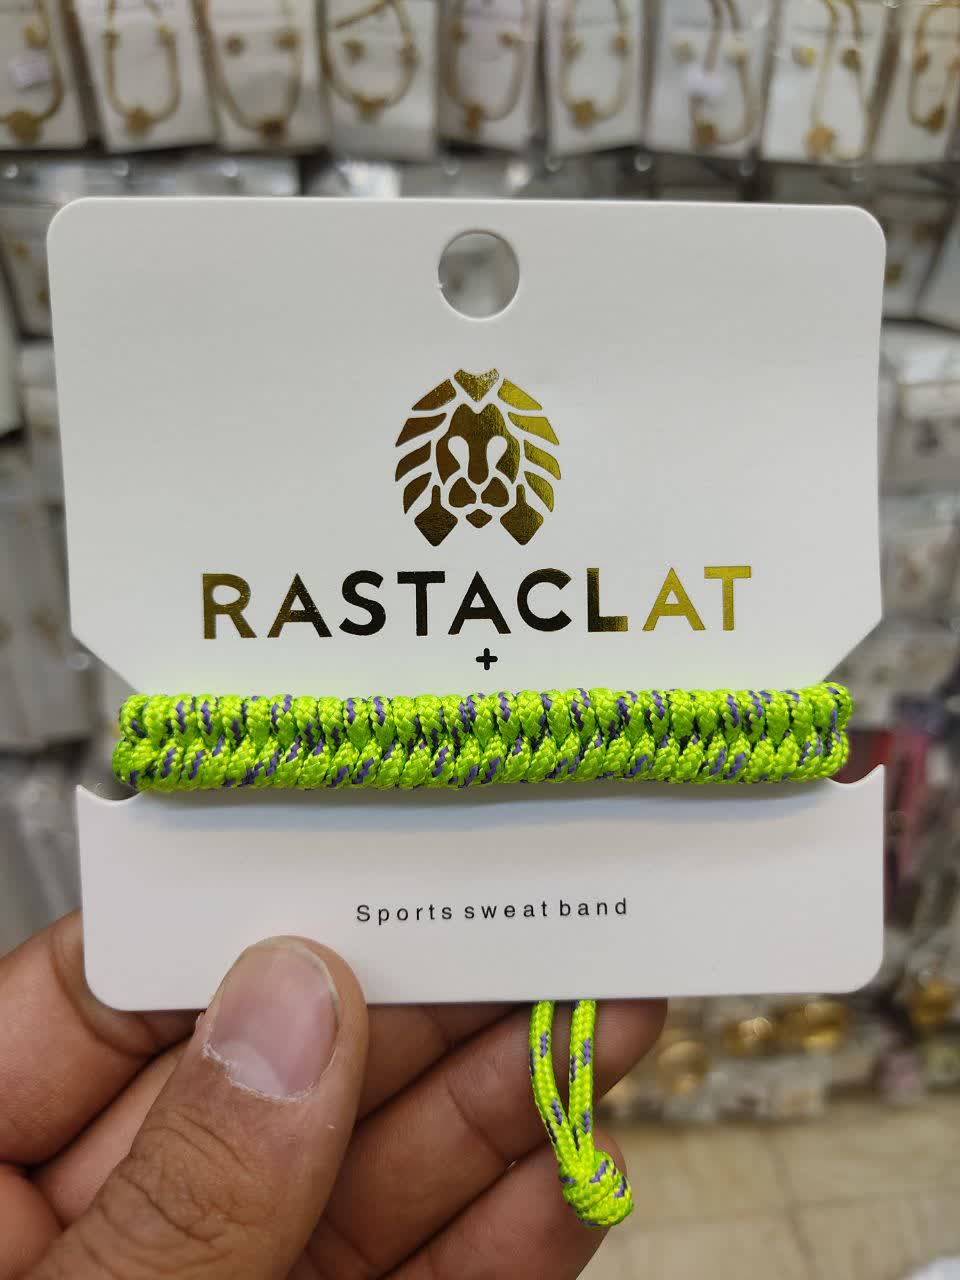 RASTACLAT
+
Sports sweat band